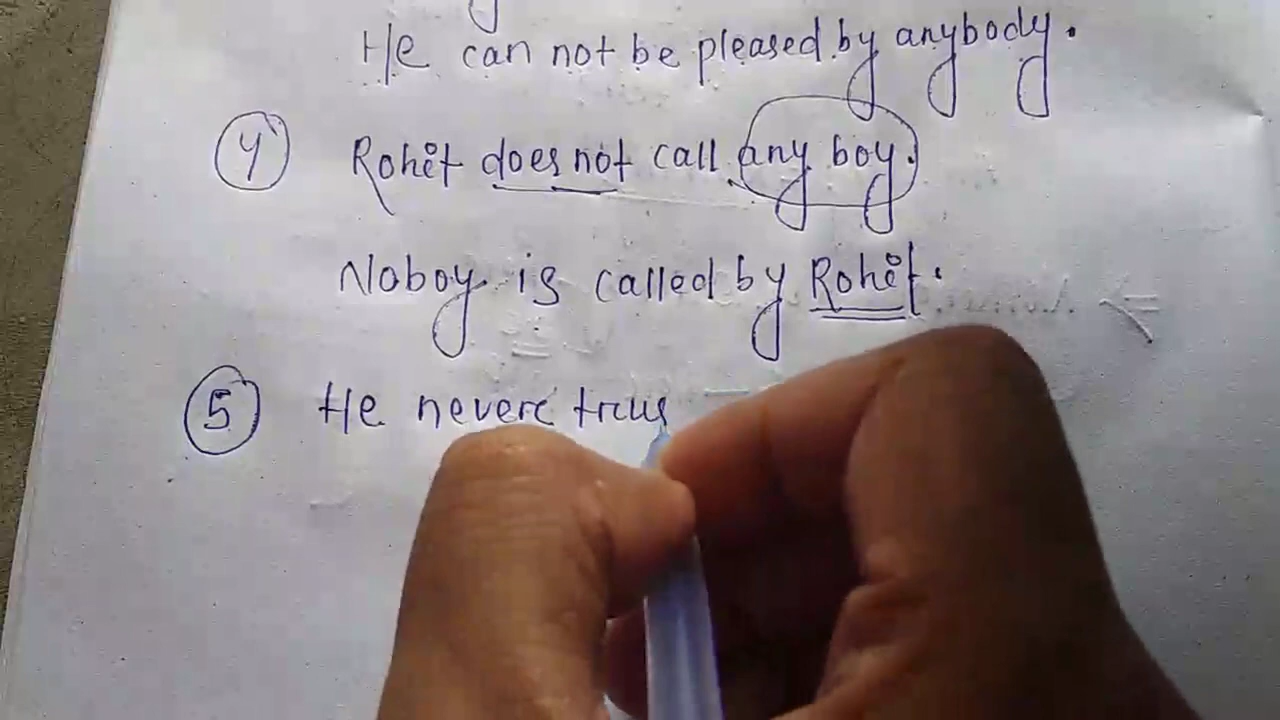 He can not be pleased by anybody.
4 Rohit does not call any boy.
Noboy is called by Rohit.
5 He never trus